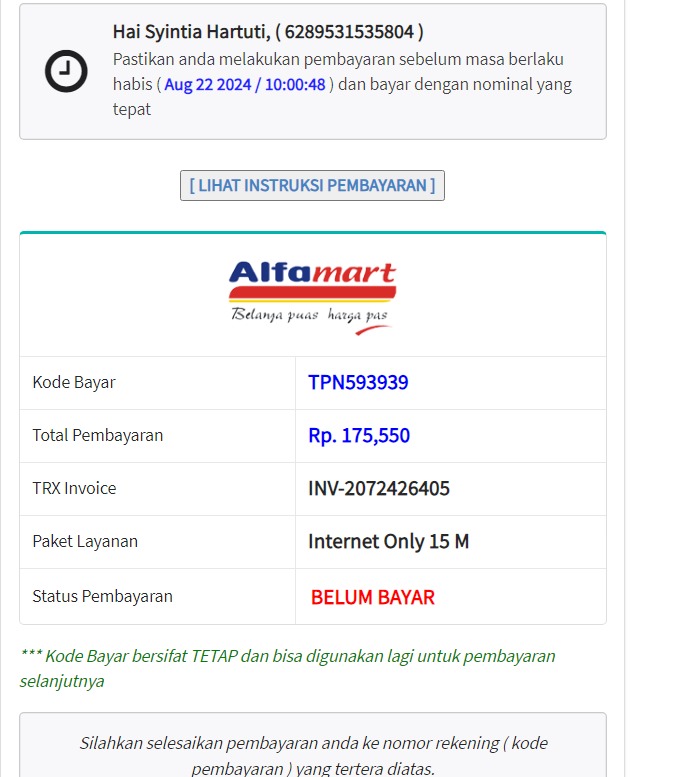 Hai Syintia Hartuti, ( 6289531535804 )
Pastikan anda melakukan pembayaran sebelum masa berlaku
habis ( Aug 22 2024 / 10:00:48 ) dan bayar dengan nominal yang
tepat
[ LIHAT INSTRUKSI PEMBAYARAN ]
Alfamart
Belanja puas harga pas
Kode Bayar TPN593939
Total Pembayaran Rp. 175,550
TRX Invoice INV-2072426405
Paket Layanan Internet Only 15 M
Status Pembayaran BELUM BAYAR
*** Kode Bayar bersifat TETAP dan bisa digunakan lagi untuk pembayaran
selanjutnya
Silahkan selesaikan pembayaran anda ke nomor rekening ( kode
pembayaran ) yang tertera diatas.